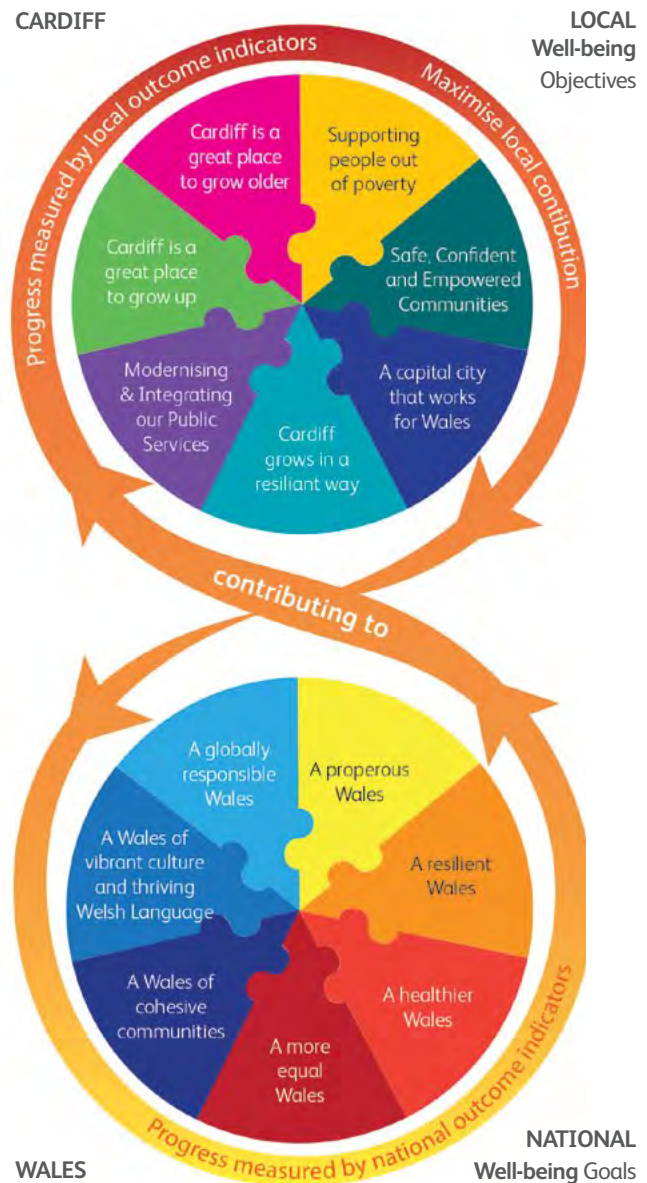 CARDIFF
LOCAL
Well-being
Objectives
Progress measured by local outcome indicators
Maximise local contibution
Cardiff is a
great place
to grow older
Supporting
people out
of poverty
Safe, Confident
and Empowered
Communities
A capital city
that works
for Wales
Cardiff
grows in a
resiliant way
Modernising
& Integrating
our Public
Services
Cardiff is a
great place
to grow up
contributing to
A globally
responsible
Wales
A properous
Wales
A resilient
Wales
A healthier
Wales
A more
equal
Wales
A Wales of
cohesive
communities
A Wales of
vibrant culture
and thriving
Welsh Language
Progress measured by national outcome indicators
WALES
NATIONAL
Well-being Goals